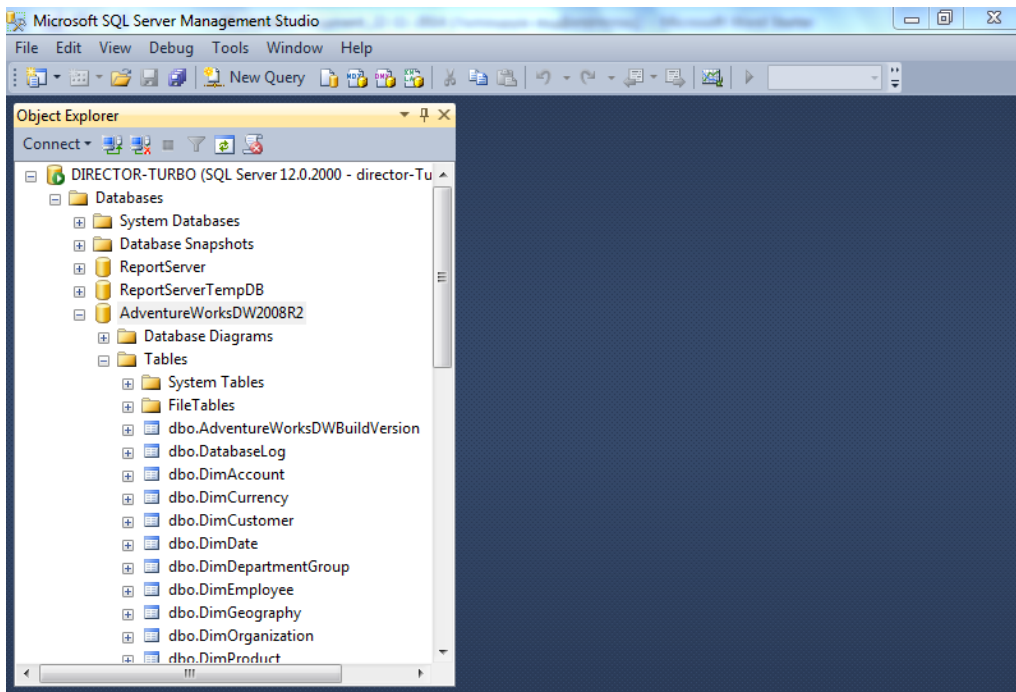 Microsoft SQL Server Management Studio
File Edit View Debug Tools Window Help
New Query
Object Explorer
Connect
DIRECTOR-TURBO (SQL Server 12.0.2000 - director-Tu
Databases
System Databases
Database Snapshots
ReportServer
ReportServerTempDB
AdventureWorksDW2008R2
Database Diagrams
Tables
System Tables
FileTables
dbo.AdventureWorksDWBuildVersion
dbo.DatabaseLog
dbo.DimAccount
dbo.DimCurrency
dbo.DimCustomer
dbo.DimDate
dbo.DimDepartmentGroup
dbo.DimEmployee
dbo.DimGeography
dbo.DimOrganization
dbo.DimProduct